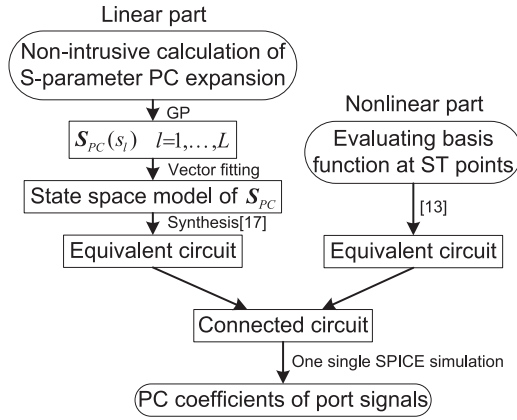 Linear part
Non-intrusive calculation of
S-parameter PC expansion
GP
S_PC(s_l) l=1,…,L
Vector fitting
State space model of S_PC
Synthesis[17]
Equivalent circuit
Nonlinear part
Evaluating basis
function at ST points
[13]
Equivalent circuit
Connected circuit
One single SPICE simulation
PC coefficients of port signals